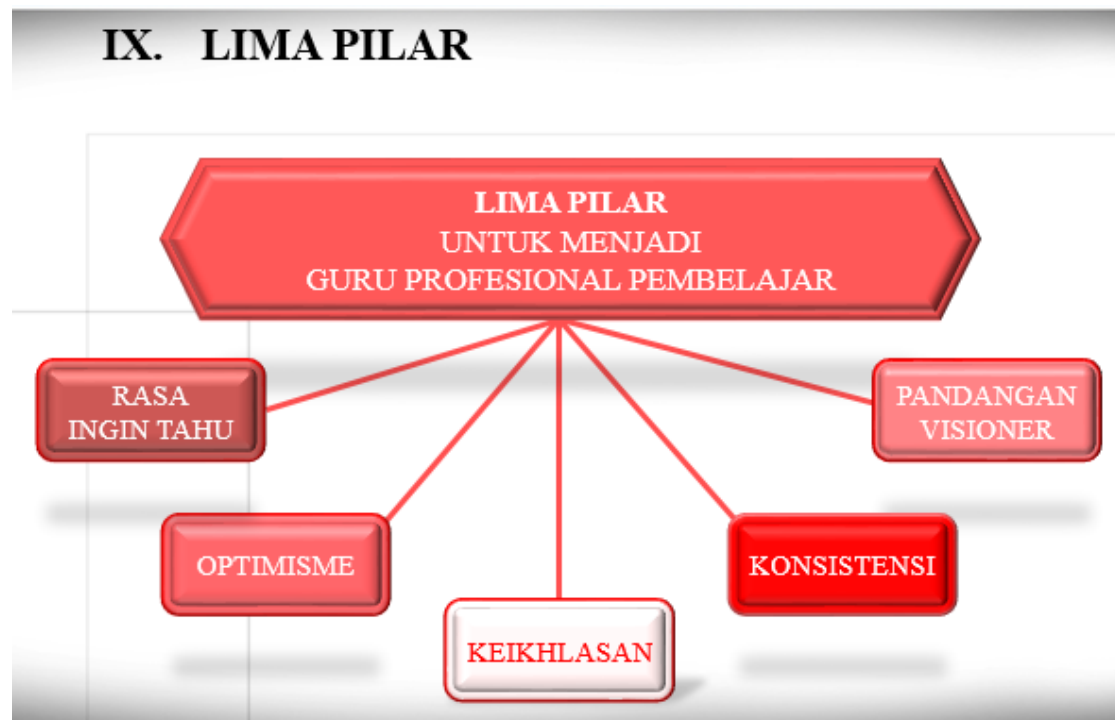 IX. LIMA PILAR
LIMA PILAR
UNTUK MENJADI
GURU PROFESIONAL PEMBELAJAR
RASA
INGIN TAHU
OPTIMISME
KEIKHLASAN
KONSISTENSI
PANDANGAN
VISIONER